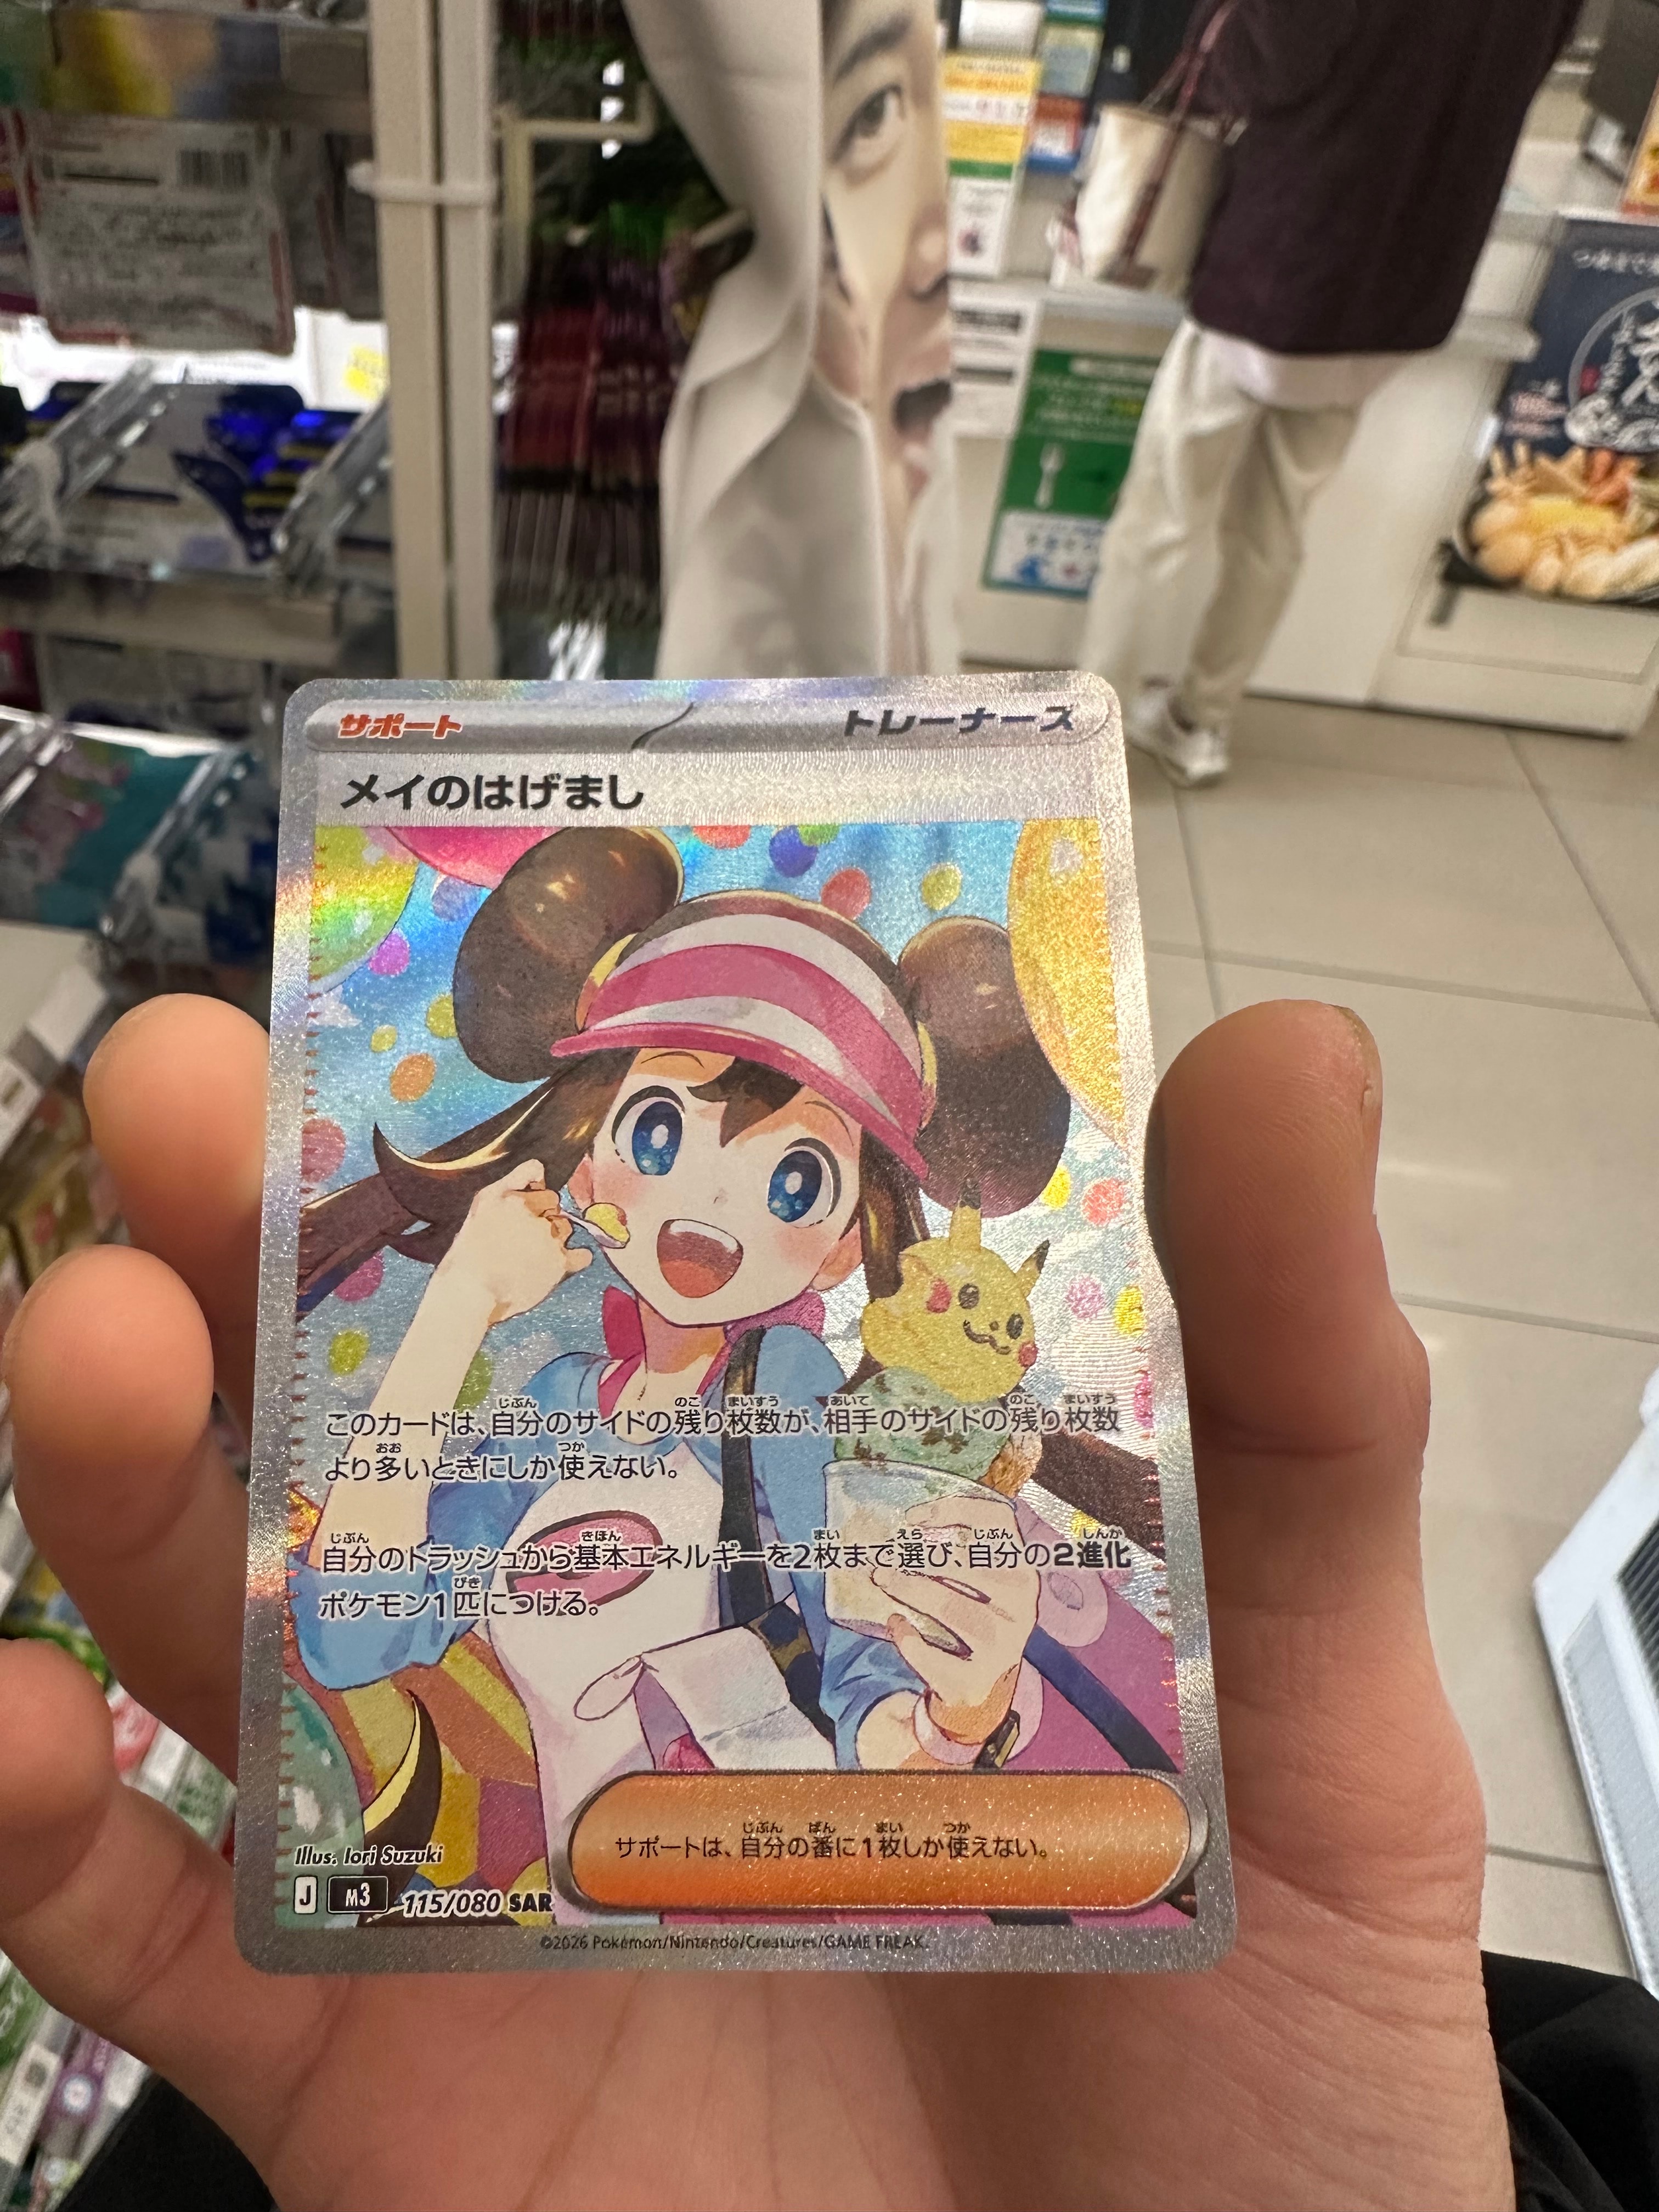 サポート
トレーナーズ
メイのはげまし
このカードは、自分のサイドの残り枚数が、相手のサイドの残り枚数
より多いときにしか使えない。
自分のトラッシュから基本エネルギーを2枚まで選び、自分の2進化
ポケモン1匹につける。
サポートは、自分の番に1枚しか使えない。
Illus. Iori Suzuki
J M3 115/080 SAR
©2026 Pokémon/Nintendo/Creatures/GAME FREAK.